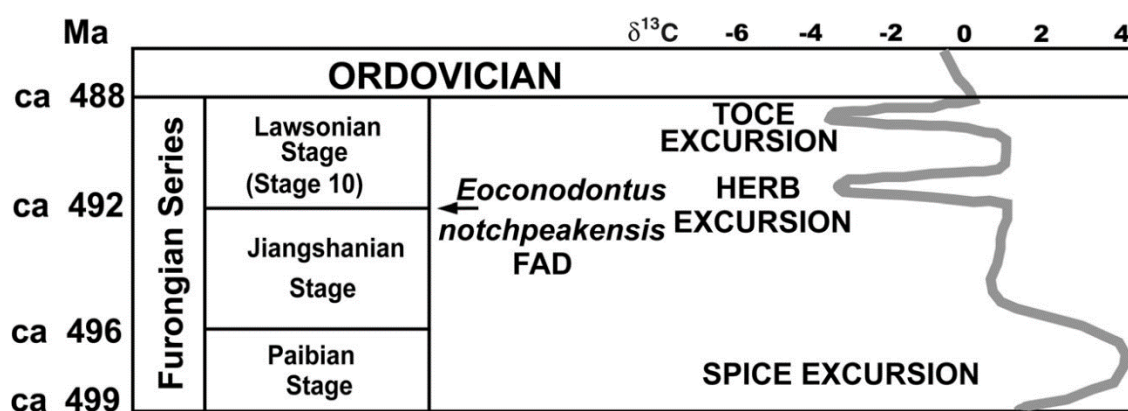 Ma δ13C -6 -4 -2 0 2 4
ORDOVICIAN
ca 488
Furongian Series
Lawsonian
Stage
(Stage 10)
TOCE
EXCURSION
Eoconodontus
notchpeakensis
FAD
HERB
EXCURSION
ca 492
Jiangshanian
Stage
ca 496
Paibian
Stage
SPICE EXCURSION
ca 499